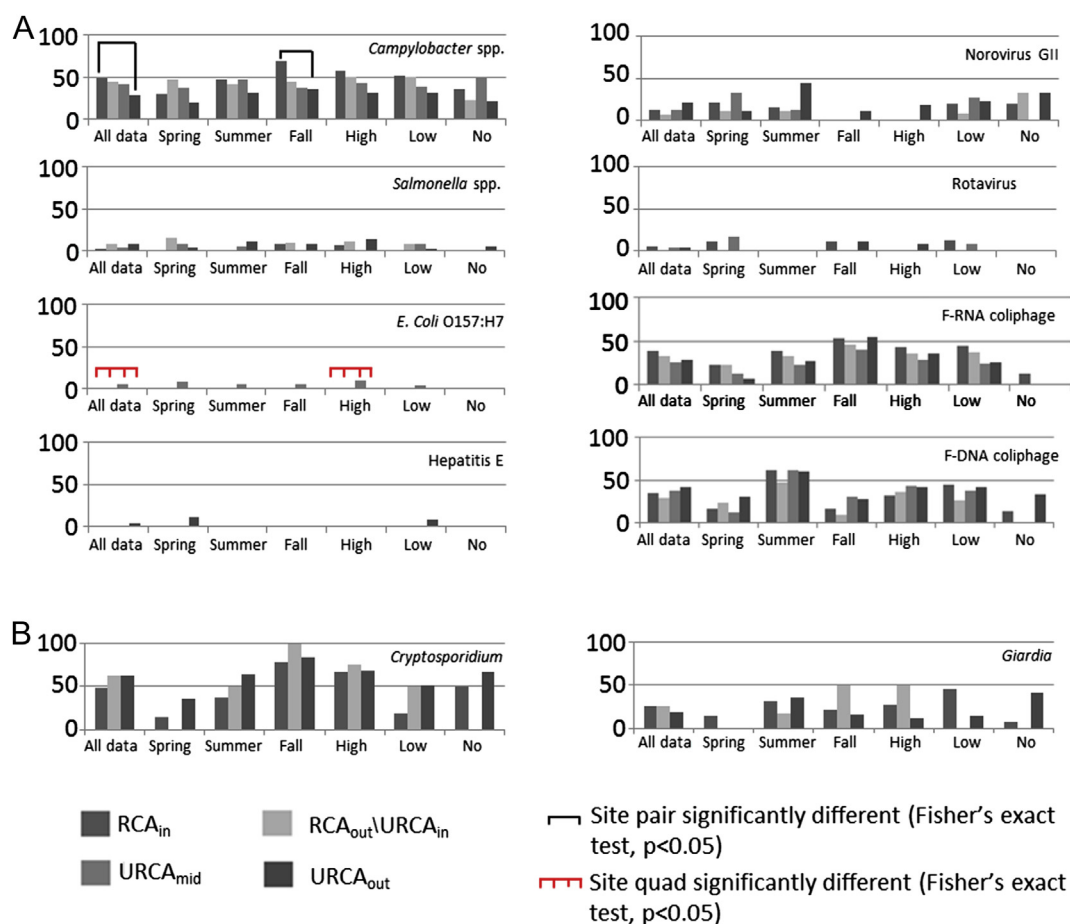 A
100
50
0
Campylobacter spp.
All data Spring Summer Fall High Low No
100
50
0
Salmonella spp.
All data Spring Summer Fall High Low No
100
50
0
E. Coli O157:H7
All data Spring Summer Fall High Low No
100
50
0
Hepatitis E
All data Spring Summer Fall High Low No
100
50
0
Norovirus GII
All data Spring Summer Fall High Low No
100
50
0
Rotavirus
All data Spring Summer Fall High Low No
100
50
0
F-RNA coliphage
All data Spring Summer Fall High Low No
100
50
0
F-DNA coliphage
All data Spring Summer Fall High Low No
B
100
50
0
Cryptosporidium
All data Spring Summer Fall High Low No
100
50
0
Giardia
All data Spring Summer Fall High Low No
RCAin
RCAout\URCAin
URCAmid
URCAout
Site pair significantly different (Fisher's exact
test, p<0.05)
Site quad significantly different (Fisher's exact
test, p<0.05)